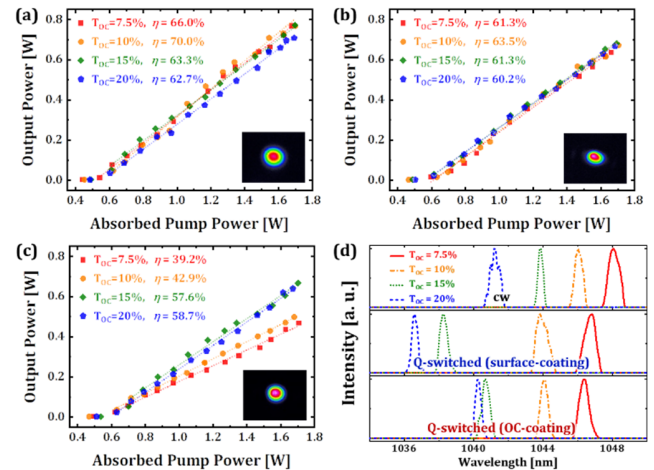 (a)
T_OC=7.5%, η=66.0%
T_OC=10%, η=70.0%
T_OC=15%, η=63.3%
T_OC=20%, η=62.7%
Output Power [W]
0.8
0.6
0.4
0.2
0.0
0.4 0.6 0.8 1.0 1.2 1.4 1.6 1.8
Absorbed Pump Power [W]
(b)
T_OC=7.5%, η=61.3%
T_OC=10%, η=63.5%
T_OC=15%, η=61.3%
T_OC=20%, η=60.2%
Output Power [W]
0.8
0.6
0.4
0.2
0.0
0.4 0.6 0.8 1.0 1.2 1.4 1.6 1.8
Absorbed Pump Power [W]
(c)
T_OC=7.5%, η=39.2%
T_OC=10%, η=42.9%
T_OC=15%, η=57.6%
T_OC=20%, η=58.7%
Output Power [W]
0.8
0.6
0.4
0.2
0.0
0.4 0.6 0.8 1.0 1.2 1.4 1.6 1.8
Absorbed Pump Power [W]
(d)
T_OC = 7.5%
T_OC = 10%
T_OC = 15%
T_OC = 20%
cw
Q-switched (surface-coating)
Q-switched (OC-coating)
Intensity [a. u.]
1036 1040 1044 1048
Wavelength [nm]